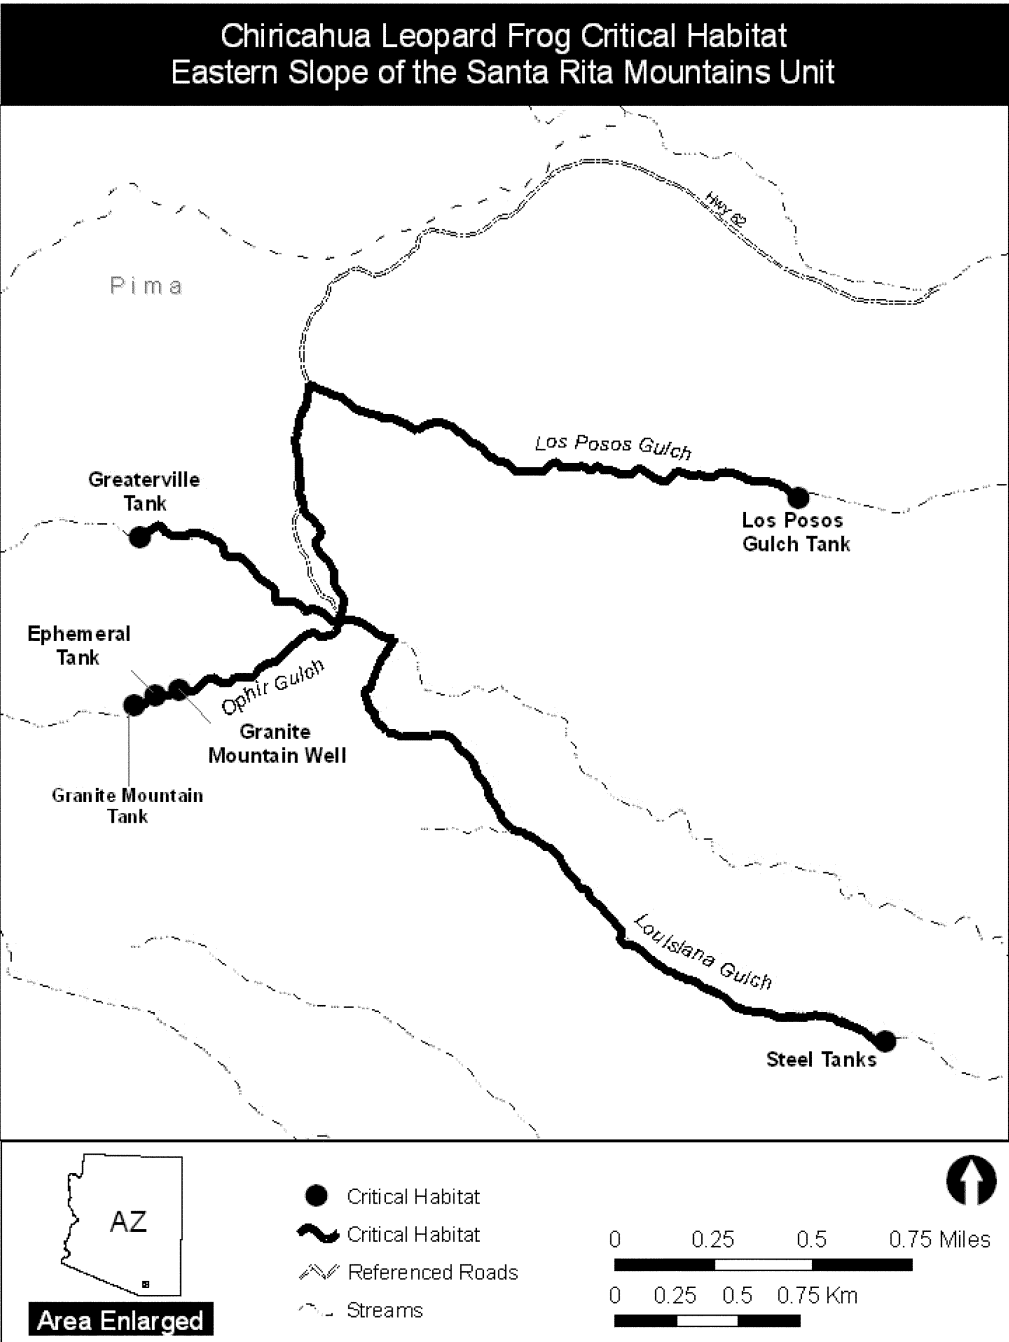 Chiricahua Leopard Frog Critical Habitat
Eastern Slope of the Santa Rita Mountains Unit
Hwy 62
Pima
Los Posos Gulch
Greaterville
Tank
Los Posos
Gulch Tank
Ephemeral
Tank
Ophir Gulch
Granite
Mountain Well
Granite Mountain
Tank
Louisiana Gulch
Steel Tanks
AZ
Area Enlarged
Critical Habitat
Critical Habitat
Referenced Roads
Streams
0 0.25 0.5 0.75 Miles
0 0.25 0.5 0.75 Km